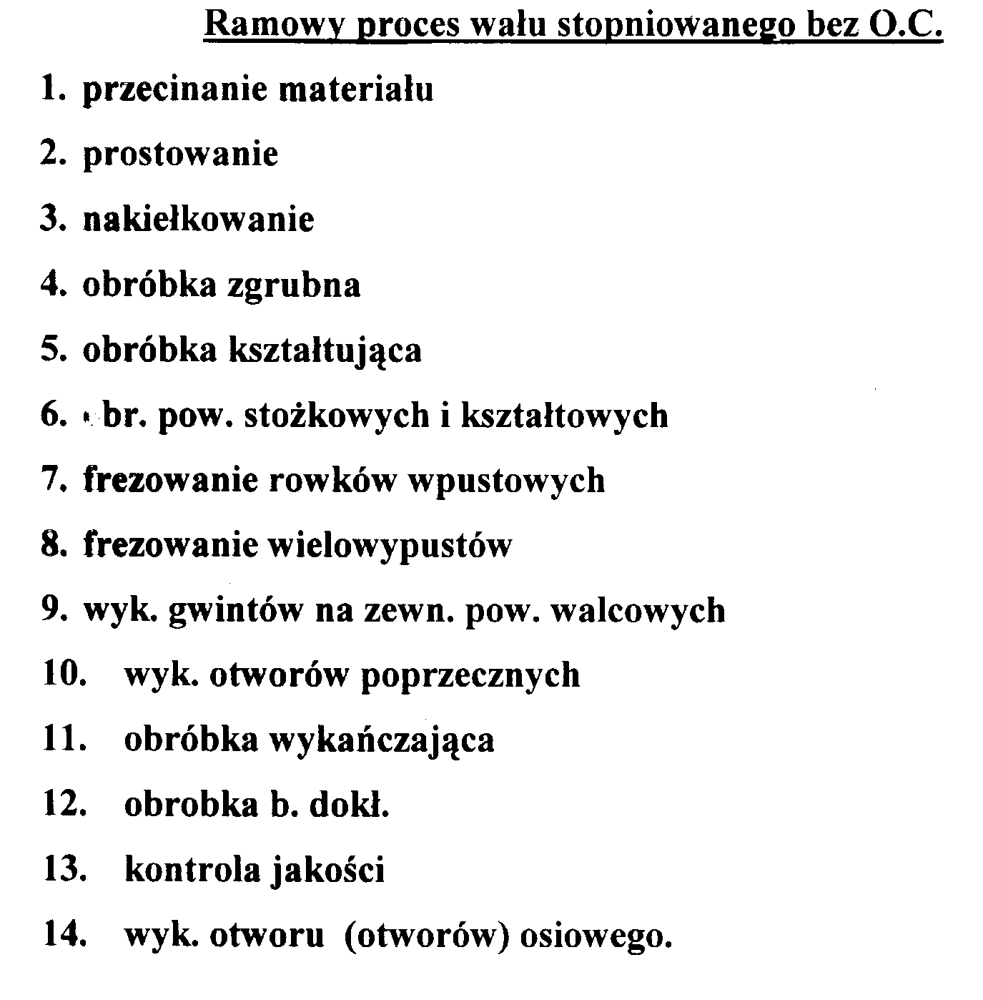 Ramowy proces wału stopniowanego bez O.C.
1. przecinanie materiału
2. prostowanie
3. nakiełkowanie
4. obróbka zgrubna
5. obróbka kształtująca
6. br. pow. stożkowych i kształtowych
7. frezowanie rowków wpustowych
8. frezowanie wielowypustów
9. wyk. gwintów na zewn. pow. walcowych
10. wyk. otworów poprzecznych
11. obróbka wykańczająca
12. obrobka b. dokł.
13. kontrola jakości
14. wyk. otworu (otworów) osiowego.